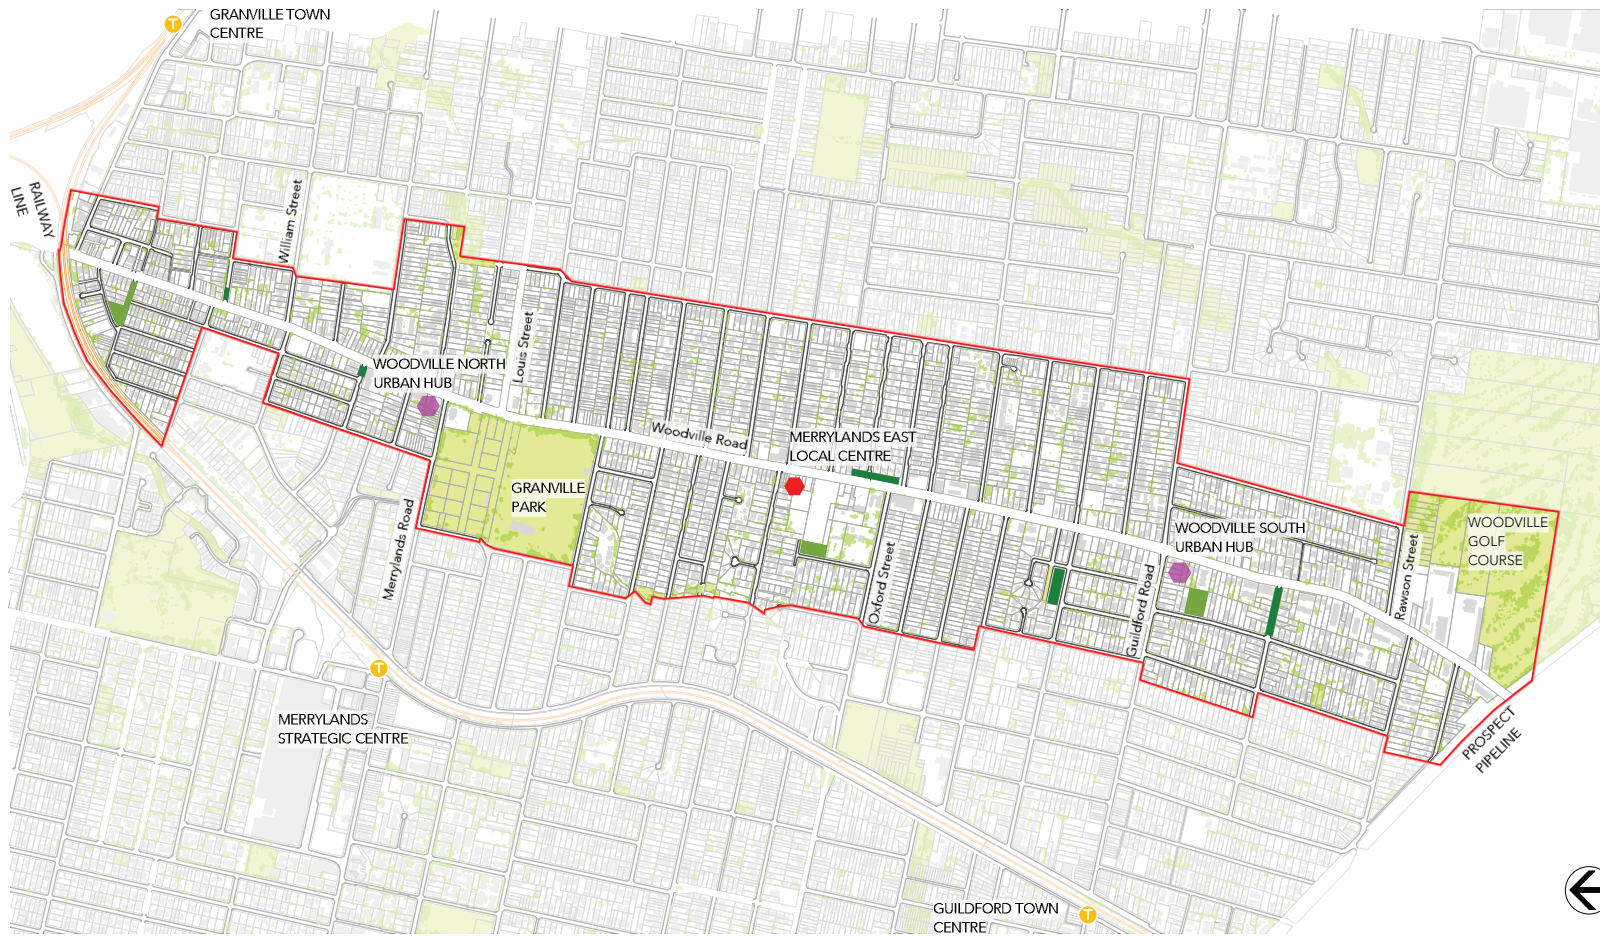 GRANVILLE TOWN
CENTRE
T
RAILWAY
LINE
William Street
Louis Street
WOODVILLE NORTH
URBAN HUB
Woodville Road
MERRYLANDS EAST
LOCAL CENTRE
GRANVILLE
PARK
Merrylands Road
Oxford Street
WOODVILLE SOUTH
URBAN HUB
Guildford Road
Rawson Street
WOODVILLE
GOLF
COURSE
T
MERRYLANDS
STRATEGIC CENTRE
PROSPECT
PIPELINE
GUILDFORD TOWN
CENTRE
T